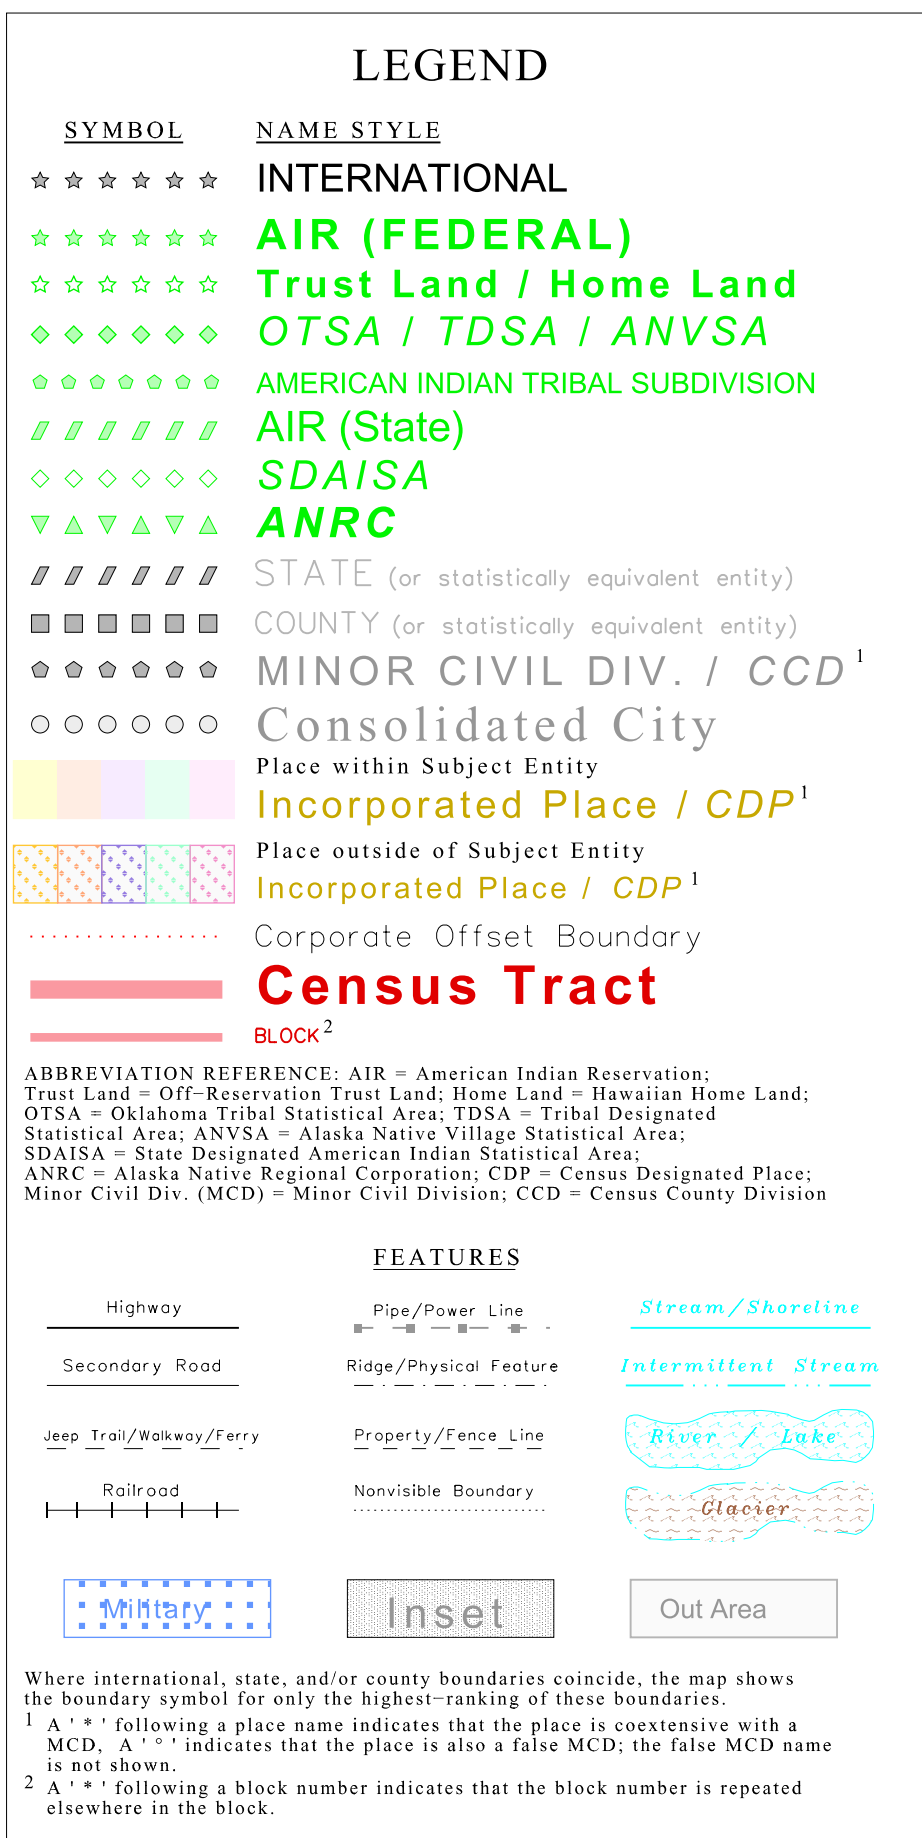 LEGEND
SYMBOL NAME STYLE
INTERNATIONAL
AIR (FEDERAL)
Trust Land / Home Land
OTSA / TDSA / ANVSA
AMERICAN INDIAN TRIBAL SUBDIVISION
AIR (State)
SDAISA
ANRC
STATE (or statistically equivalent entity)
COUNTY (or statistically equivalent entity)
MINOR CIVIL DIV. / CCD 1
Consolidated City
Place within Subject Entity
Incorporated Place / CDP 1
Place outside of Subject Entity
Incorporated Place / CDP 1
Corporate Offset Boundary
Census Tract
BLOCK 2
ABBREVIATION REFERENCE: AIR = American Indian Reservation;
Trust Land = Off−Reservation Trust Land; Home Land = Hawaiian Home Land;
OTSA = Oklahoma Tribal Statistical Area; TDSA = Tribal Designated
Statistical Area; ANVSA = Alaska Native Village Statistical Area;
SDAISA = State Designated American Indian Statistical Area;
ANRC = Alaska Native Regional Corporation; CDP = Census Designated Place;
Minor Civil Div. (MCD) = Minor Civil Division; CCD = Census County Division
FEATURES
Highway Pipe/Power Line Stream/Shoreline
Secondary Road Ridge/Physical Feature Intermittent Stream
Jeep Trail/Walkway/Ferry Property/Fence Line River / Lake
Railroad Nonvisible Boundary Glacier
Military Inset Out Area
Where international, state, and/or county boundaries coincide, the map shows
the boundary symbol for only the highest−ranking of these boundaries.
1 A ' * ' following a place name indicates that the place is coextensive with a
MCD, A ' ° ' indicates that the place is also a false MCD; the false MCD name
is not shown.
2 A ' * ' following a block number indicates that the block number is repeated
elsewhere in the block.